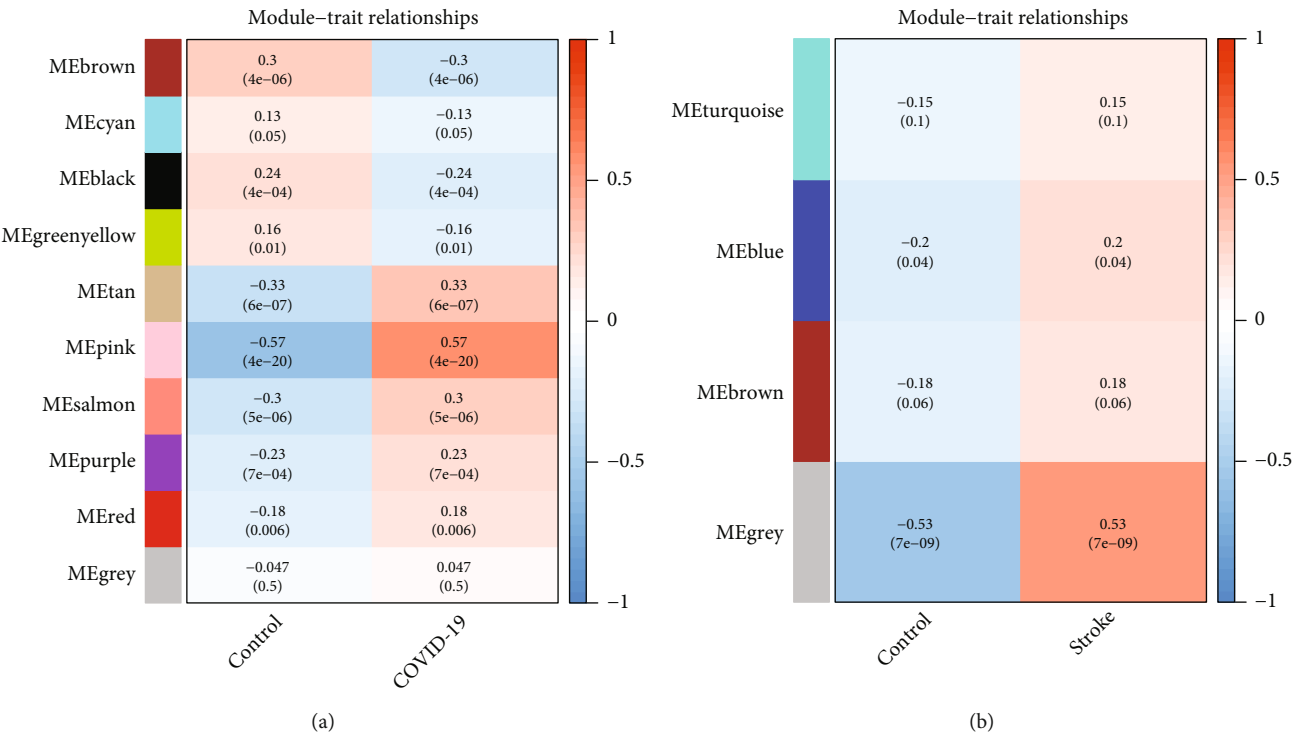 Module−trait relationships
MEbrown
0.3
(4e−06)
−0.3
(4e−06)
MEcyan
0.13
(0.05)
−0.13
(0.05)
MEblack
0.24
(4e−04)
−0.24
(4e−04)
MEgreenyellow
0.16
(0.01)
−0.16
(0.01)
MEtan
−0.33
(6e−07)
0.33
(6e−07)
MEpink
−0.57
(4e−20)
0.57
(4e−20)
MEsalmon
−0.3
(5e−06)
0.3
(5e−06)
MEpurple
−0.23
(7e−04)
0.23
(7e−04)
MEred
−0.18
(0.006)
0.18
(0.006)
MEgrey
−0.047
(0.5)
0.047
(0.5)
Control
COVID-19
1
0.5
0
−0.5
−1
(a)
Module−trait relationships
MEturquoise
−0.15
(0.1)
0.15
(0.1)
MEblue
−0.2
(0.04)
0.2
(0.04)
MEbrown
−0.18
(0.06)
0.18
(0.06)
MEgrey
−0.53
(7e−09)
0.53
(7e−09)
Control
Stroke
1
0.5
0
−0.5
−1
(b)